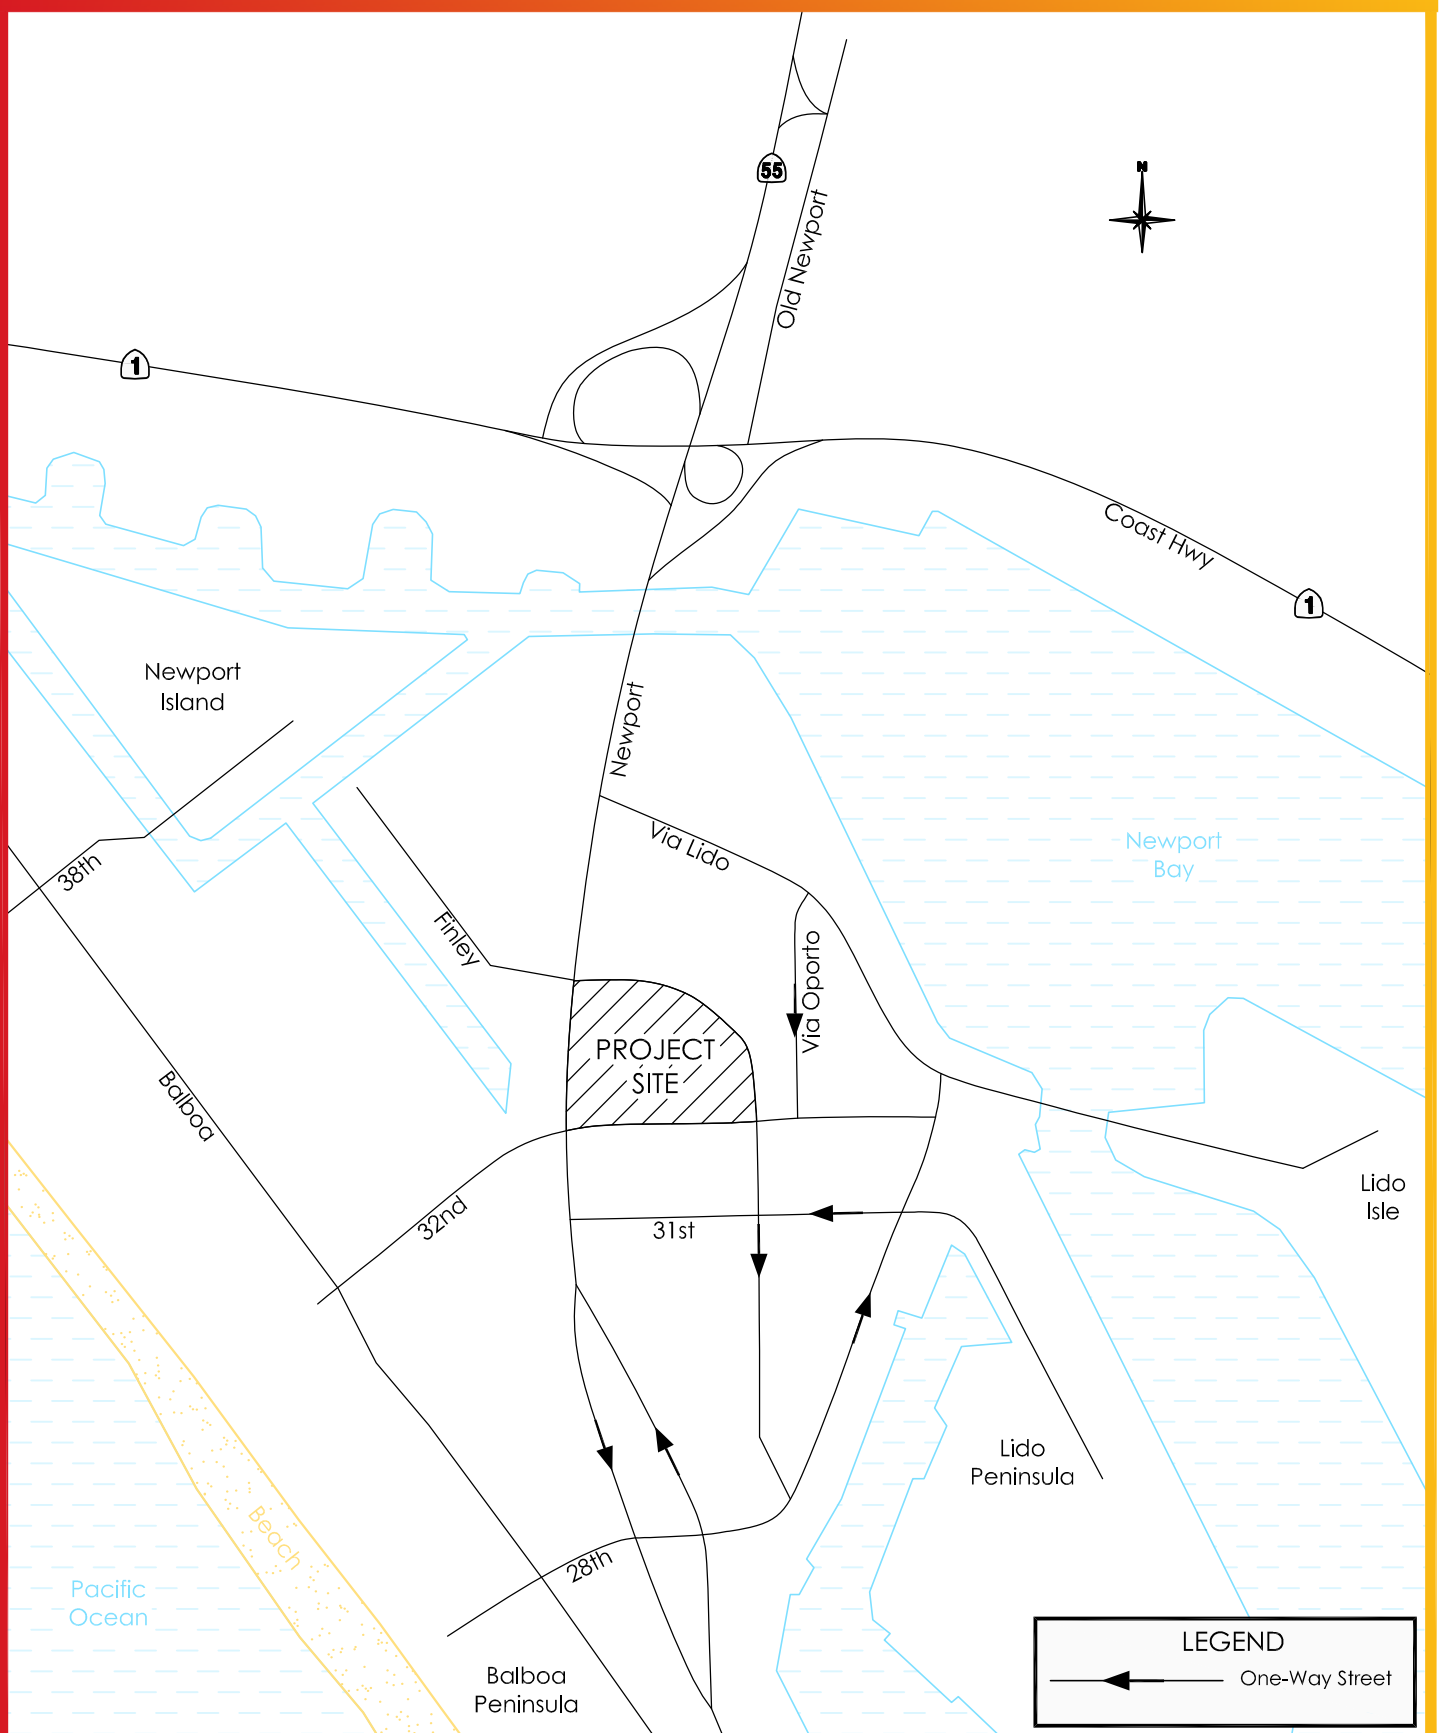 55
N
Old Newport
1
Coast Hwy
1
Newport
Island
Newport
Via Lido
Newport
Bay
38th
Finley
Via Oporto
PROJECT
SITE
Balboa
Lido
Isle
32nd
31st
Lido
Peninsula
Beach
28th
Pacific
Ocean
Balboa
Peninsula
LEGEND
One-Way Street